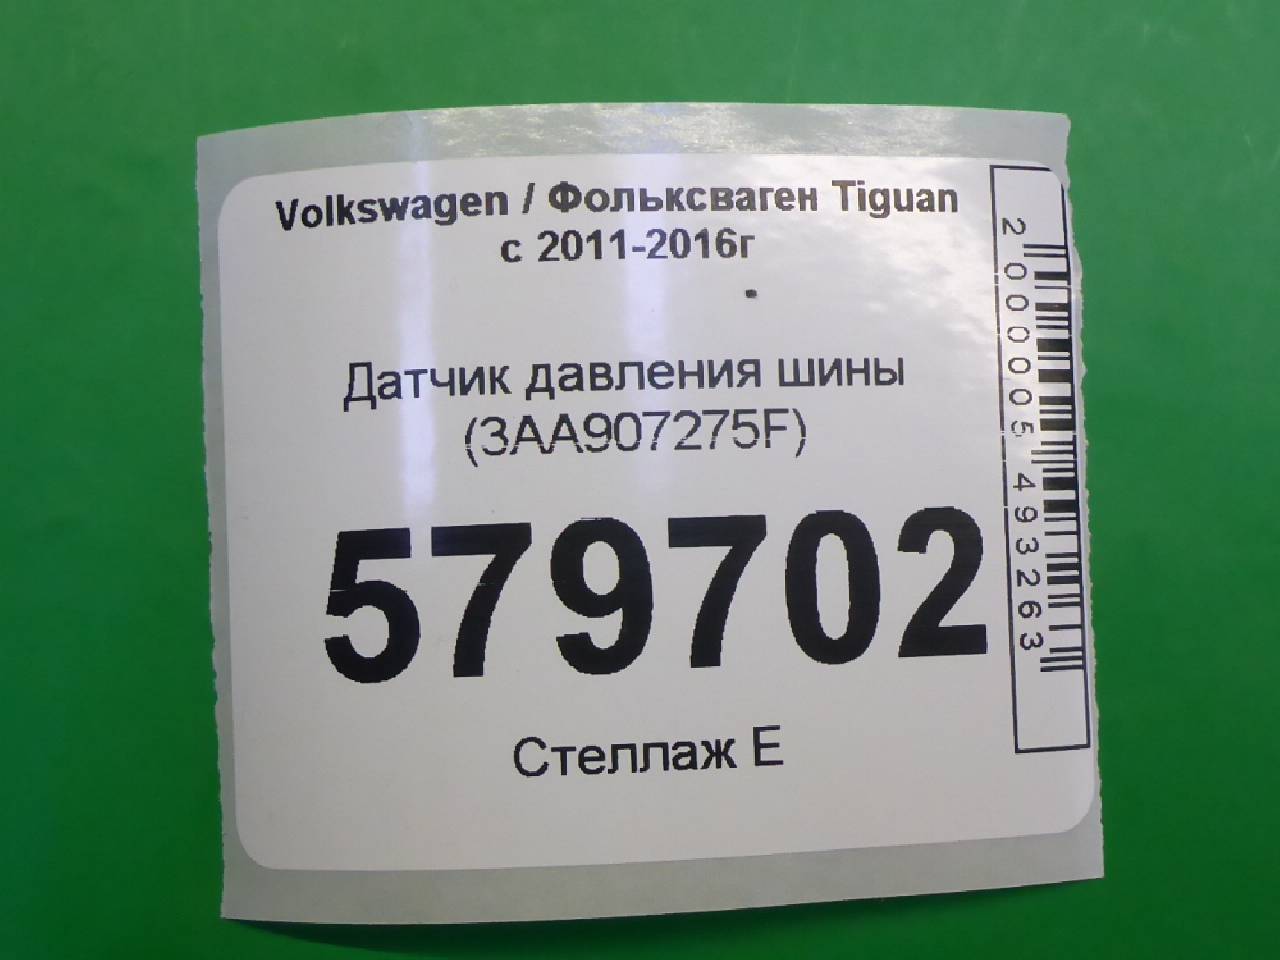 Volkswagen / Фольксваген Tiguan
с 2011-2016г
Датчик давления шины
(3AA907275F)
579702
Стеллаж Е
2000005493263